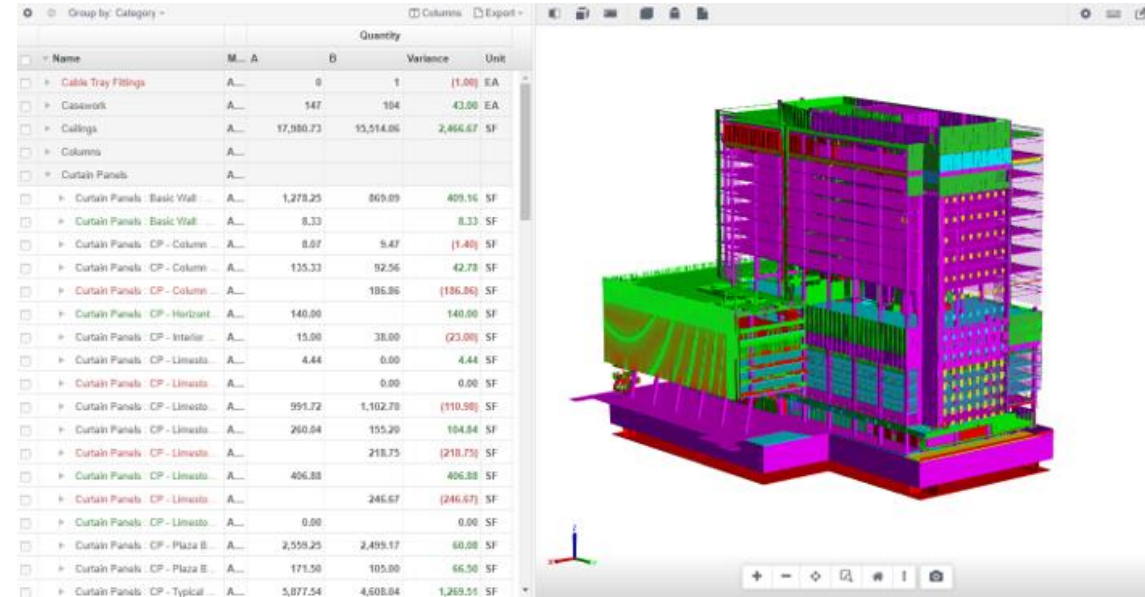 Group by: Category
Columns Export
Quantity
Name M... A B Variance Unit
Cable Tray Fittings A... 0 1 (1.00) EA
Casework A... 147 104 43.00 EA
Ceilings A... 17,980.73 15,514.06 2,466.67 SF
Columns A...
Curtain Panels A...
Curtain Panels : Basic Wall : ... A... 1,278.25 869.09 409.16 SF
Curtain Panels : Basic Wall : ... A... 8.33 8.33 SF
Curtain Panels : CP - Column ... A... 8.07 9.47 (1.40) SF
Curtain Panels : CP - Column ... A... 135.33 92.56 42.78 SF
Curtain Panels : CP - Column ... A... 186.86 (186.86) SF
Curtain Panels : CP - Horizont... A... 140.00 140.00 SF
Curtain Panels : CP - Interior ... A... 15.00 38.00 (23.00) SF
Curtain Panels : CP - Limesto... A... 4.44 0.00 4.44 SF
Curtain Panels : CP - Limesto... A... 0.00 0.00 SF
Curtain Panels : CP - Limesto... A... 991.72 1,102.70 (110.98) SF
Curtain Panels : CP - Limesto... A... 260.04 155.20 104.84 SF
Curtain Panels : CP - Limesto... A... 218.75 (218.75) SF
Curtain Panels : CP - Limesto... A... 406.88 406.88 SF
Curtain Panels : CP - Limesto... A... 246.67 (246.67) SF
Curtain Panels : CP - Limesto... A... 0.00 0.00 SF
Curtain Panels : CP - Plaza B... A... 2,559.25 2,499.17 60.08 SF
Curtain Panels : CP - Plaza B... A... 171.50 105.00 66.50 SF
Curtain Panels : CP - Typical ... A... 5,877.54 4,608.04 1,269.51 SF